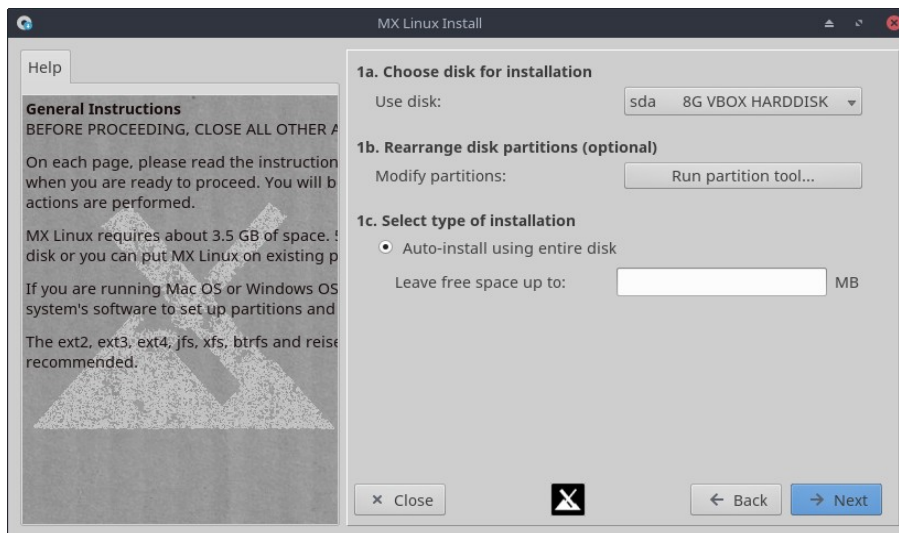 MX Linux Install
Help
General Instructions
BEFORE PROCEEDING, CLOSE ALL OTHER
On each page, please read the instruction
when you are ready to proceed. You will b
actions are performed.
MX Linux requires about 3.5 GB of space.
disk or you can put MX Linux on existing p
If you are running Mac OS or Windows OS
system's software to set up partitions and
The ext2, ext3, ext4, jfs, xfs, btrfs and reise
recommended.
1a. Choose disk for installation
Use disk: sda 8G VBOX HARDDISK
1b. Rearrange disk partitions (optional)
Modify partitions: Run partition tool...
1c. Select type of installation
Auto-install using entire disk
Leave free space up to: MB
Close Back Next